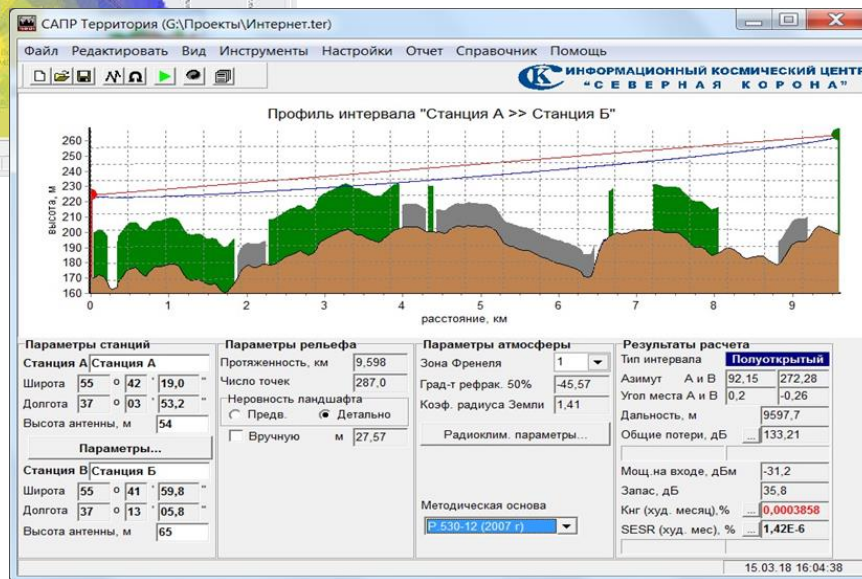 САПР Территория (G:\Проекты\Интернет.ter)
Файл Редактировать Вид Инструменты Настройки Отчет Справочник Помощь
ИНФОРМАЦИОННЫЙ КОСМИЧЕСКИЙ ЦЕНТР
"СЕВЕРНАЯ КОРОНА"
Профиль интервала "Станция А >> Станция Б"
высота, м
260
250
240
230
220
210
200
190
180
170
160
0 1 2 3 4 5 6 7 8 9
расстояние, км
Параметры станций
Станция А Станция А
Широта 55 о 42 ' 19,0 "
Долгота 37 о 03 ' 53,2 "
Высота антенны, м 54
Параметры...
Станция В Станция Б
Широта 55 о 41 ' 59,8 "
Долгота 37 о 13 ' 05,8 "
Высота антенны, м 65
Параметры рельефа
Протяженность, км 9,598
Число точек 287,0
Неровность ландшафта
Предв. Детально
Вручную м 27,57
Параметры атмосферы
Зона Френеля 1
Град-т рефрак. 50% -45,57
Коэф. радиуса Земли 1,41
Радиоклим. параметры...
Методическая основа
Р.530-12 (2007 г)
Результаты расчета
Тип интервала Полуоткрытый
Азимут А и В 92,15 272,28
Угол места А и В 0,2 -0,26
Дальность, м 9597,7
Общие потери, дБ ... 133,21
Мощ.на входе, дБм -31,2
Запас, дБ 35,8
Кнг (худ. месяц),% ... 0,0003858
SESR (худ. мес), % ... 1,42E-6
15.03.18 16:04:38